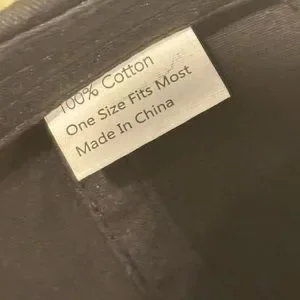 100% Cotton
One Size Fits Most
Made In China